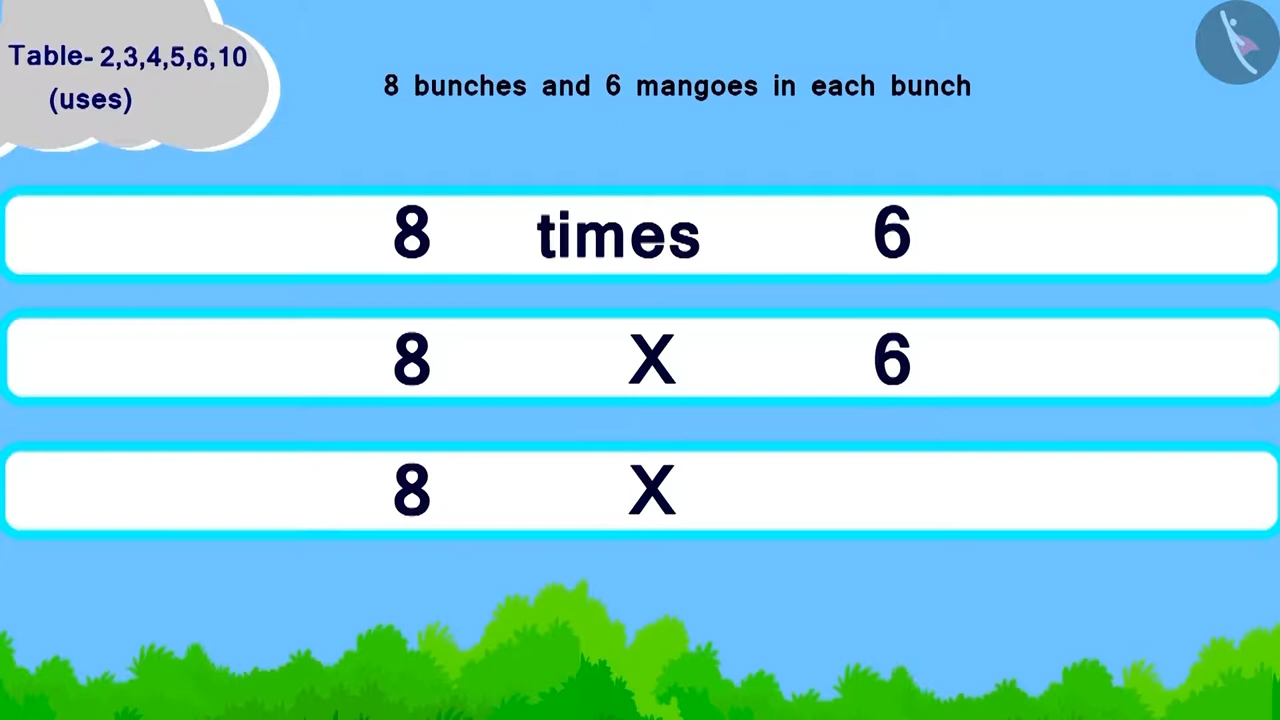 Table- 2,3,4,5,6,10
(uses)
8 bunches and 6 mangoes in each bunch
8 times 6
8 X 6
8 X